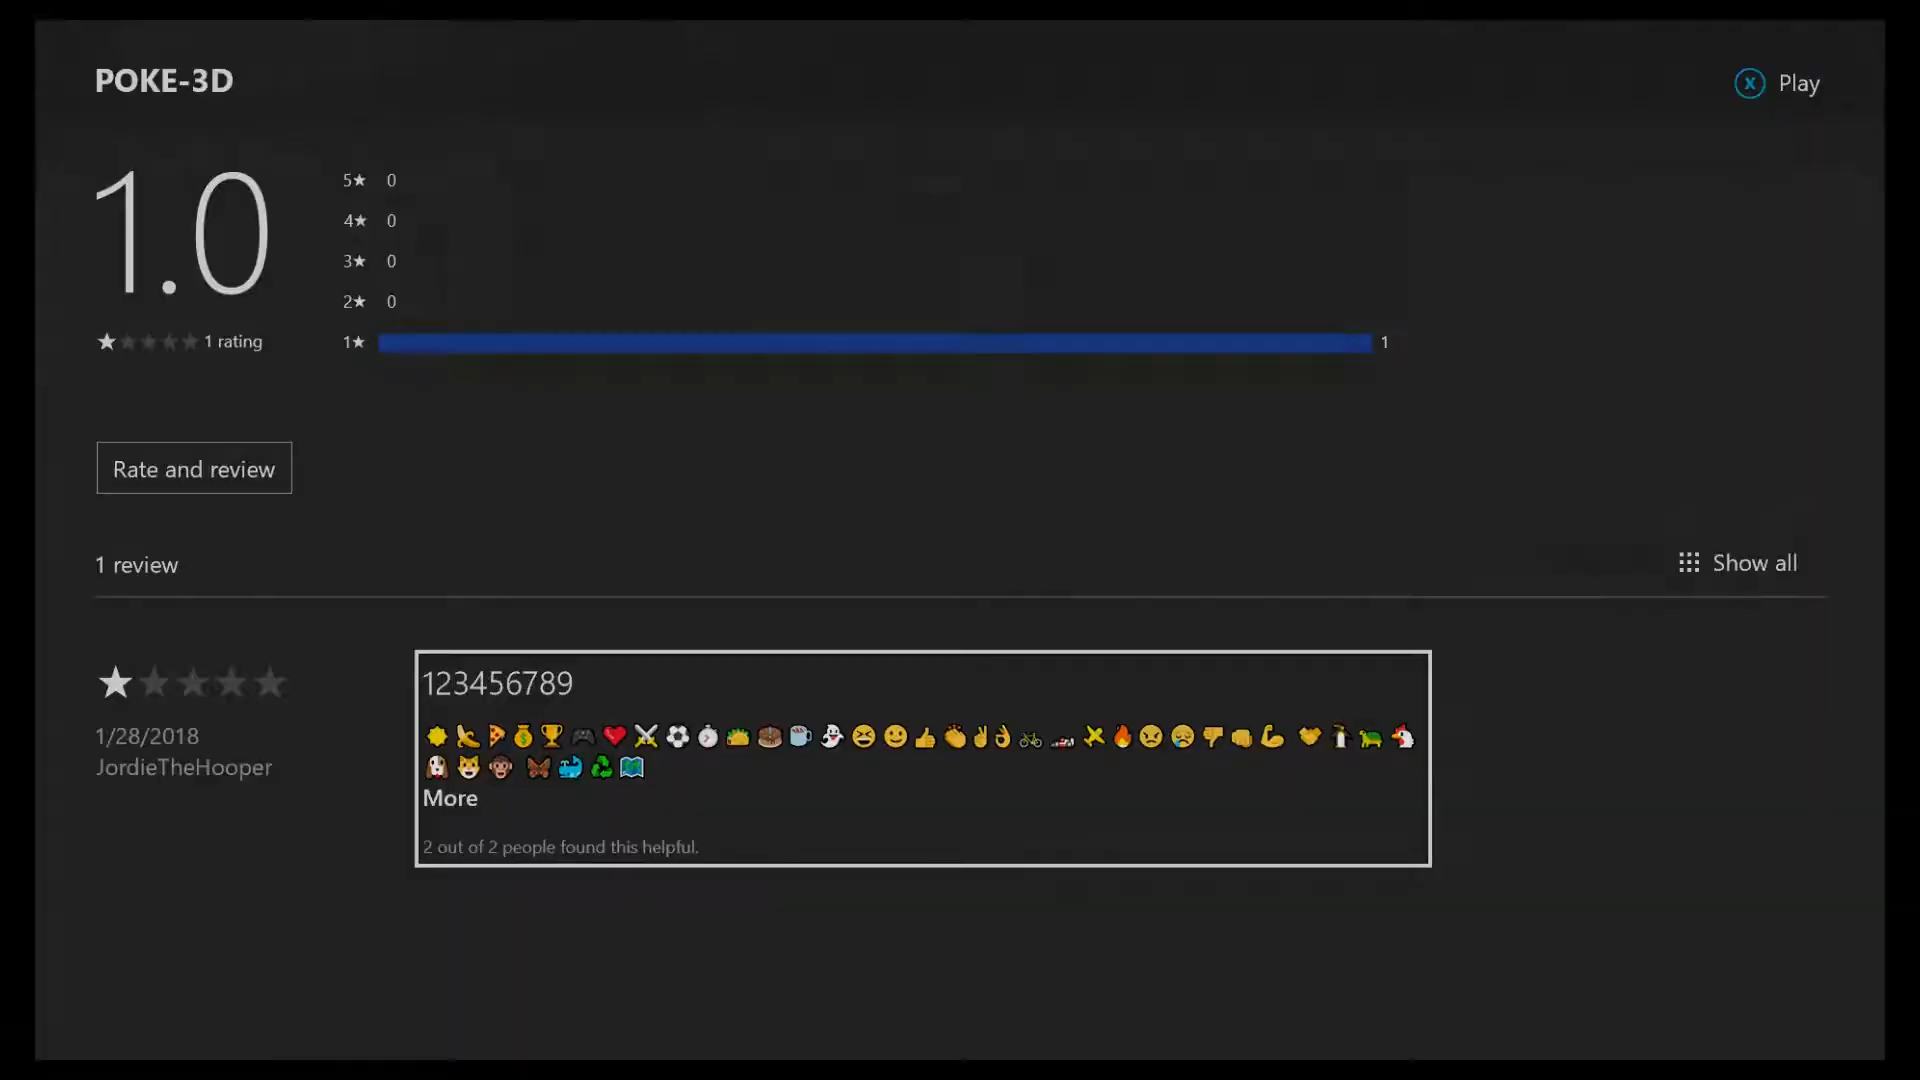 POKE-3D
X Play
1.0
5★ 0
4★ 0
3★ 0
2★ 0
★★★★★ 1 rating
1★ 1
Rate and review
1 review
Show all
123456789
1/28/2018
JordieTheHooper
More
2 out of 2 people found this helpful.